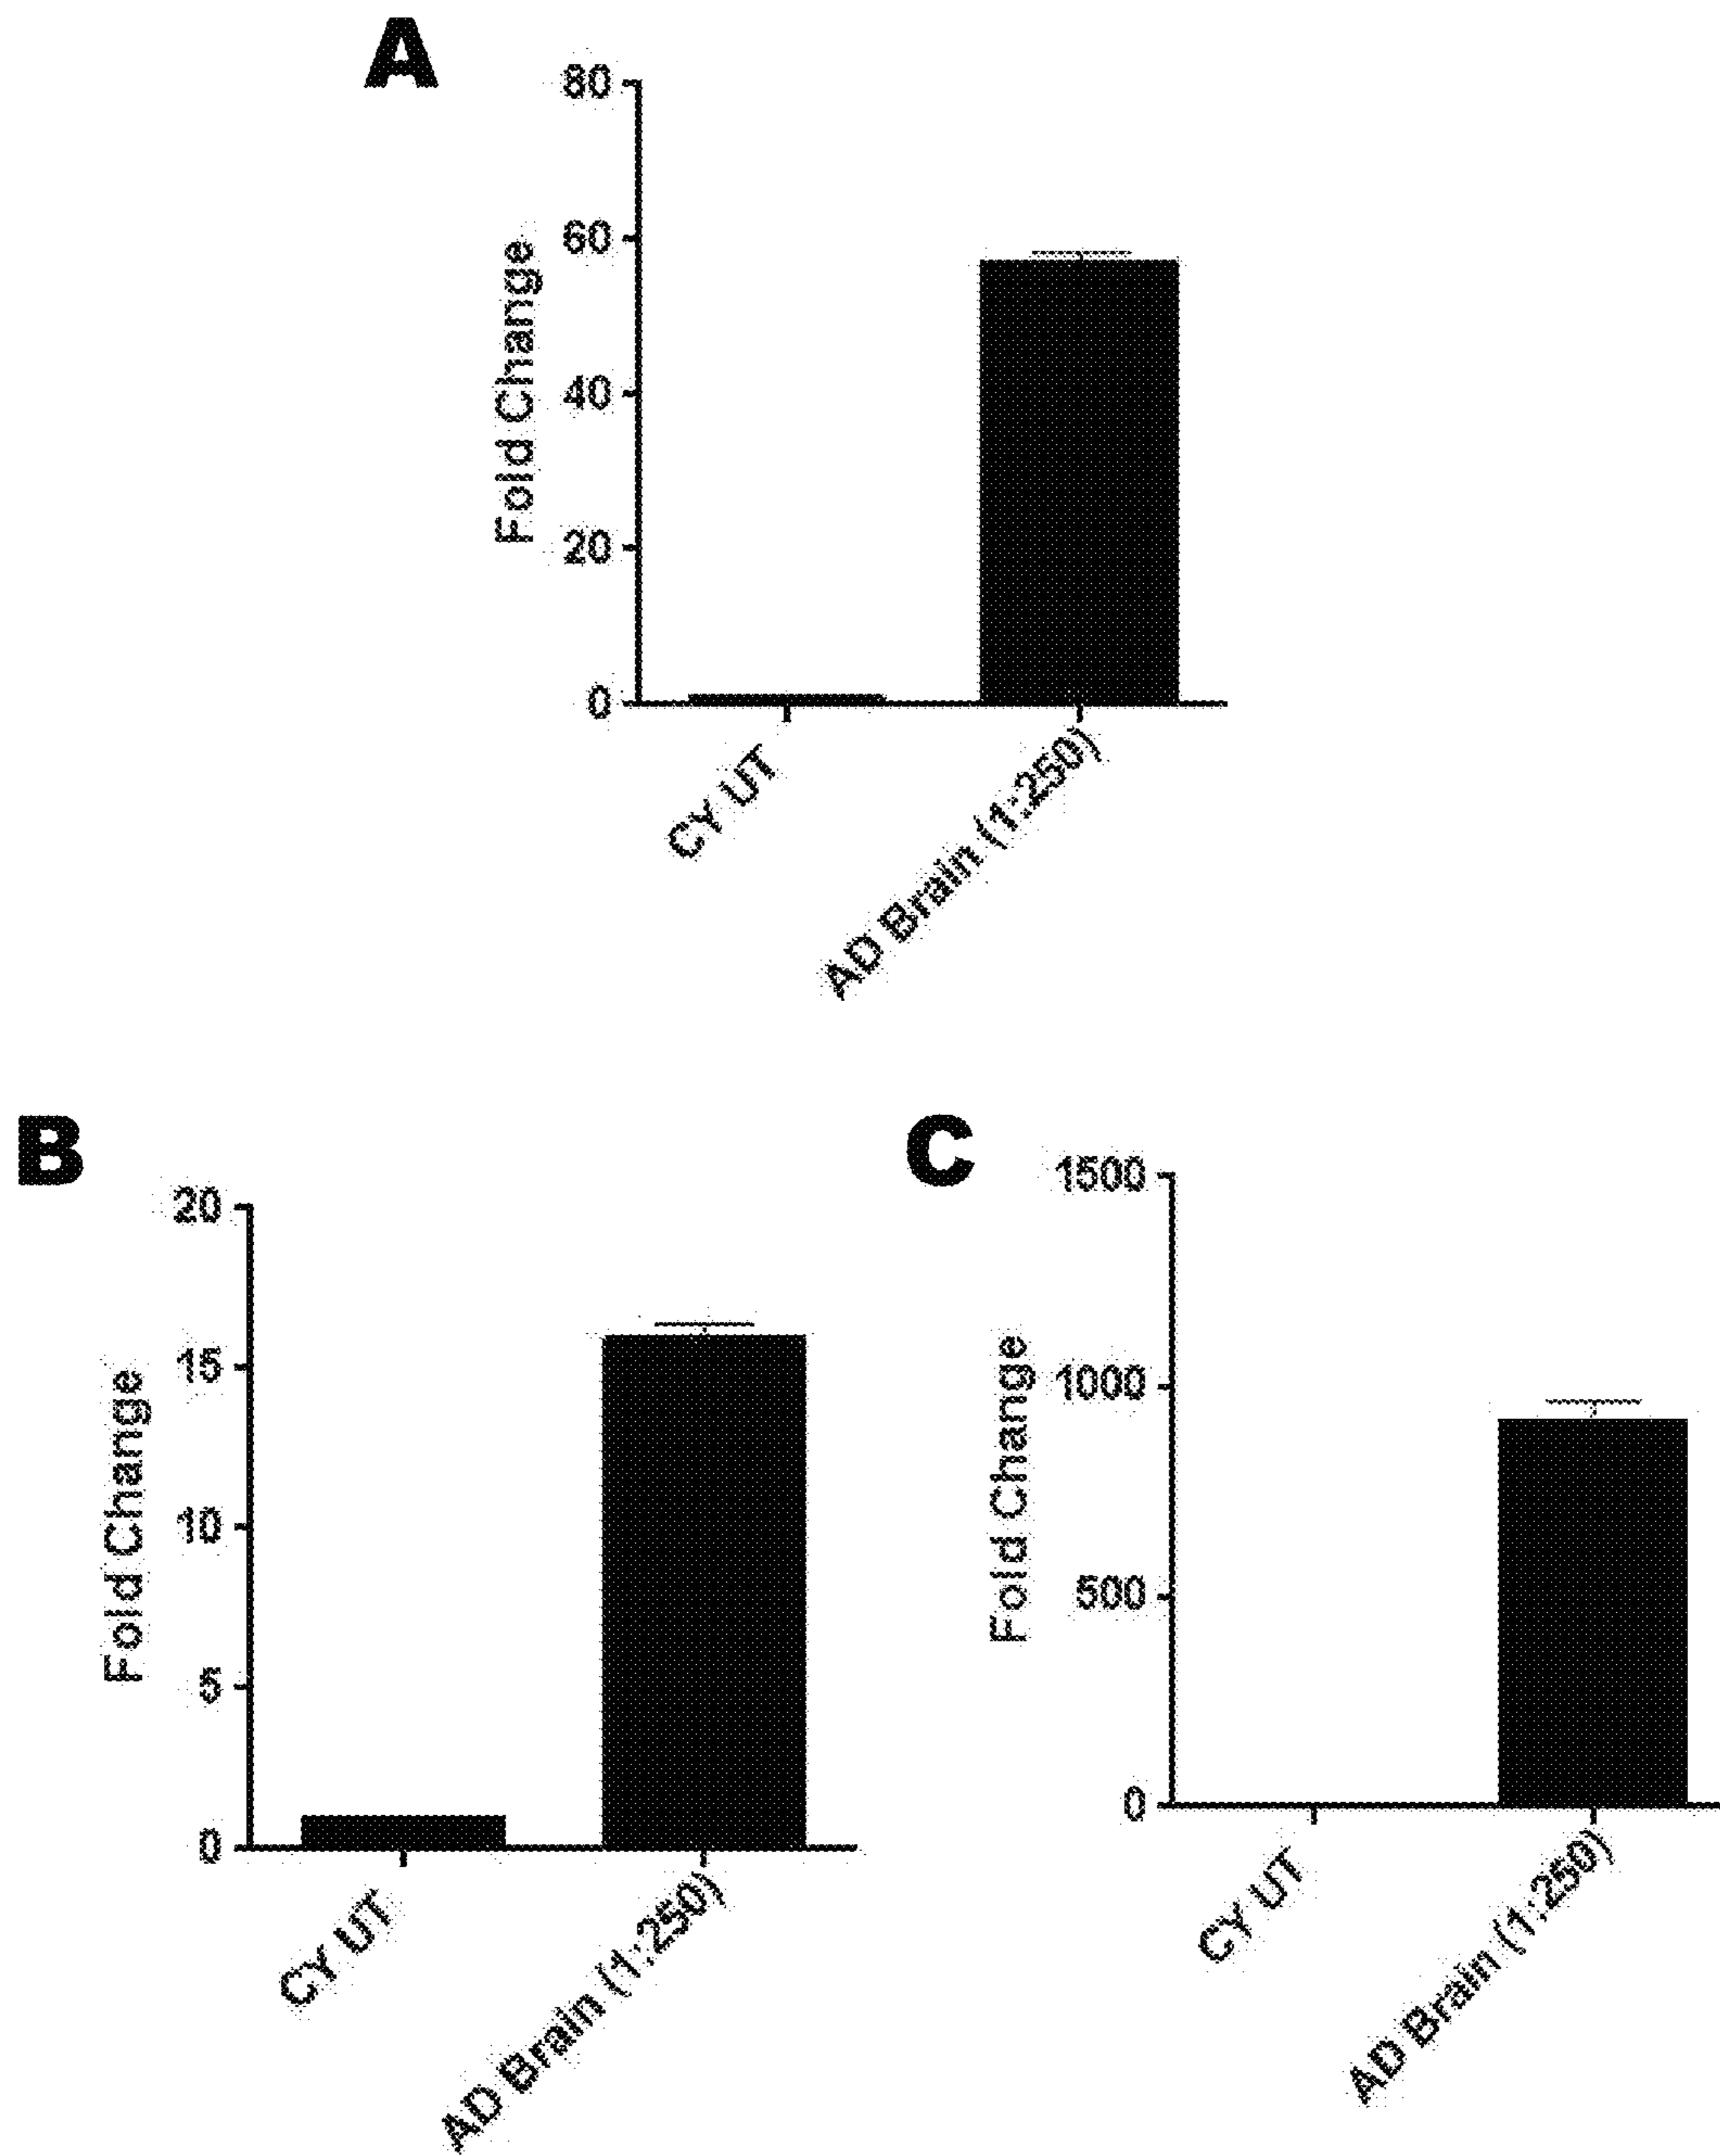 A
80
60
40
20
0
Fold Change
CY UT
AD Brain (1:250)
B
20
15
10
5
0
Fold Change
CY UT
AD Brain (1:250)
C
1500
1000
500
0
Fold Change
CY UT
AD Brain (1:250)